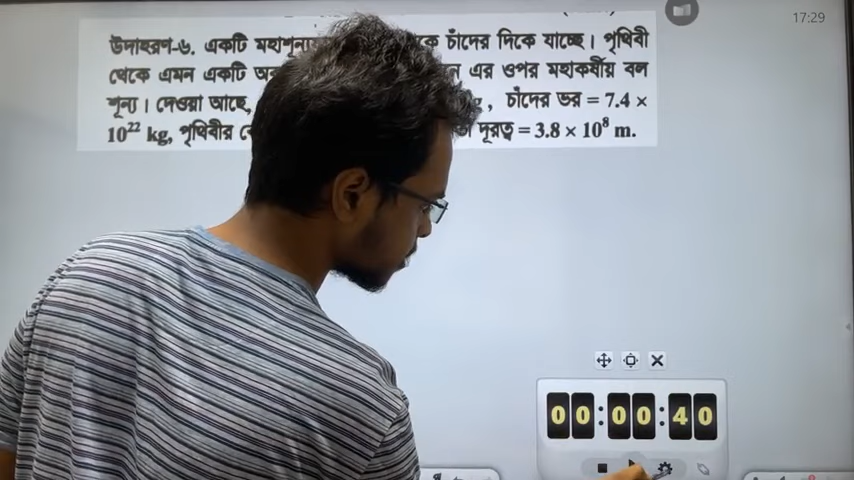 17:29
উদাহরণ-৬. একটি চাঁদের দিকে যাচ্ছে। পৃথিবী
থেকে এমন একটি এর ওপর মহাকর্ষীয় বল
শূন্য। দেওয়া আছে, চাঁদের ভর = 7.4 ×
10²² kg, পৃথিবীর দূরত্ব = 3.8 × 10⁸ m.
00:00:40